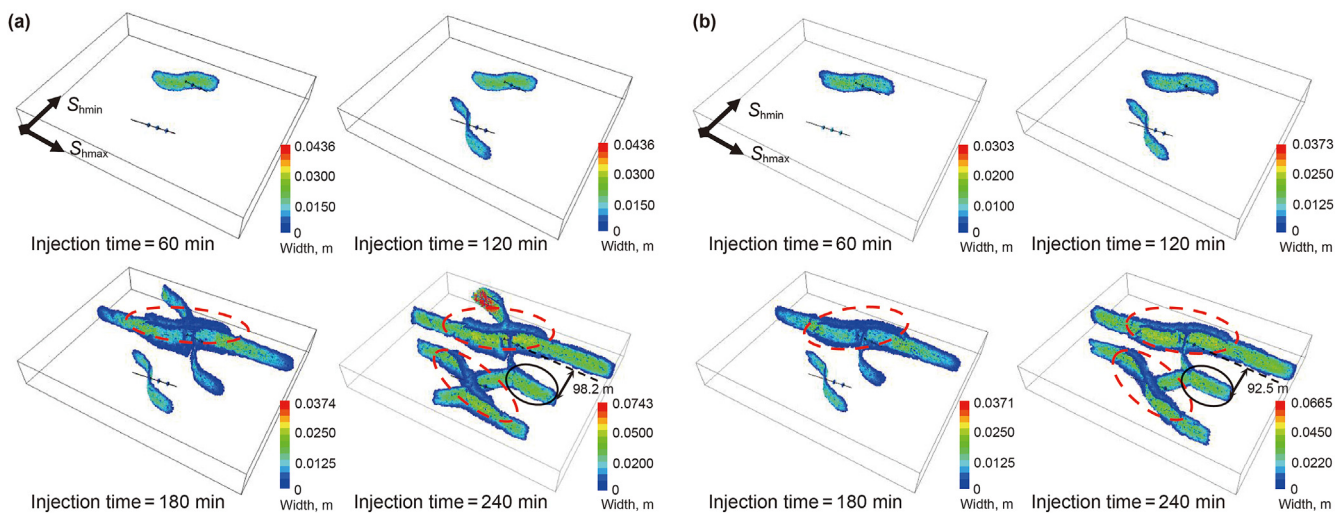 (a)
Shmin
Shmax
0.0436
0.0300
0.0150
0
Width, m
Injection time = 60 min
0.0436
0.0300
0.0150
0
Width, m
Injection time = 120 min
0.0374
0.0250
0.0125
0
Width, m
Injection time = 180 min
98.2 m
0.0743
0.0500
0.0200
0
Width, m
Injection time = 240 min
(b)
Shmin
Shmax
0.0303
0.0200
0.0100
0
Width, m
Injection time = 60 min
0.0373
0.0250
0.0125
0
Width, m
Injection time = 120 min
0.0371
0.0250
0.0125
0
Width, m
Injection time = 180 min
92.5 m
0.0665
0.0450
0.0220
0
Width, m
Injection time = 240 min